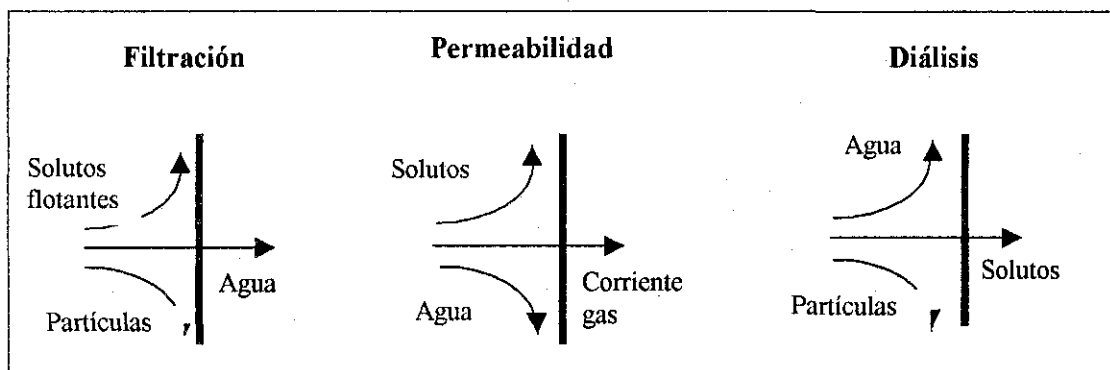 Filtración
Solutos
flotantes
Agua
Partículas
Permeabilidad
Solutos
Corriente
gas
Agua
Diálisis
Agua
Solutos
Partículas